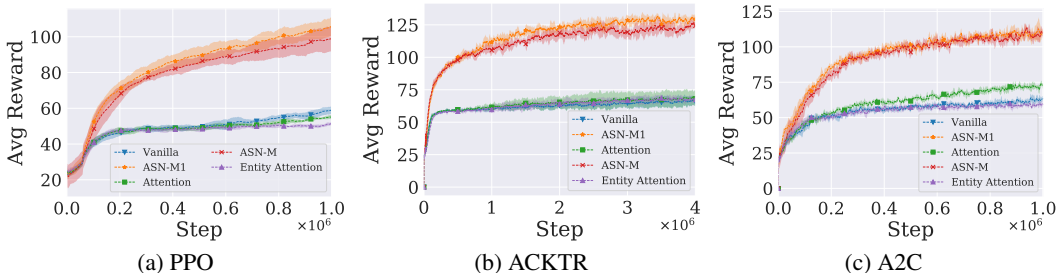 Avg Reward
100
80
60
40
20
Vanilla
ASN-M1
Attention
ASN-M
Entity Attention
0.0 0.2 0.4 0.6 0.8 1.0
Step
×10⁶
(a) PPO
Avg Reward
125
100
75
50
25
0
Vanilla
ASN-M1
Attention
ASN-M
Entity Attention
0 1 2 3 4
Step
×10⁶
(b) ACKTR
Avg Reward
125
100
75
50
25
0
Vanilla
ASN-M1
Attention
ASN-M
Entity Attention
0.0 0.2 0.4 0.6 0.8 1.0
Step
×10⁶
(c) A2C